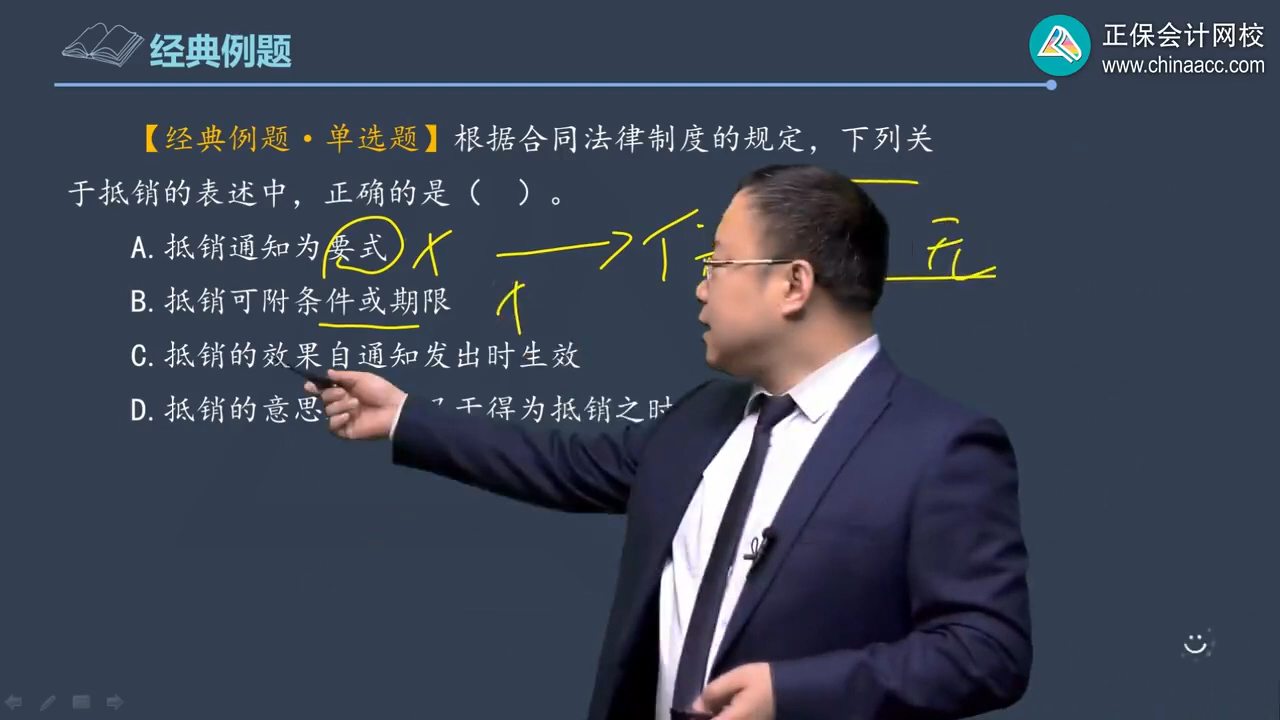 经典例题
正保会计网校
www.chinaacc.com
【经典例题·单选题】根据合同法律制度的规定，下列关
于抵销的表述中，正确的是（ ）。
A. 抵销通知为要式 X
B. 抵销可附条件或期限 X
C. 抵销的效果自通知发出时生效
D. 抵销的意思 于得为抵销之时